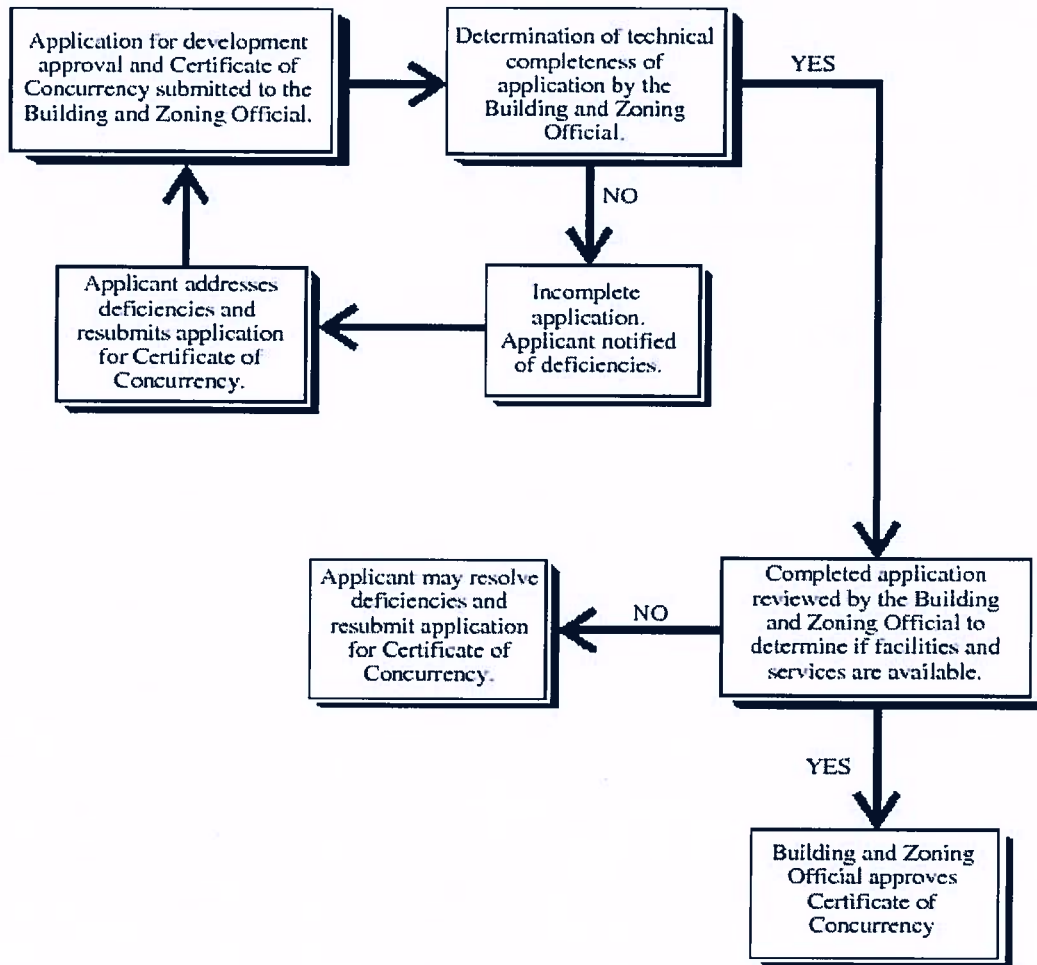 Application for development
approval and Certificate of
Concurrency submitted to the
Building and Zoning Official.
Determination of technical
completeness of
application by the
Building and Zoning
Official.
YES
NO
Incomplete
application.
Applicant notified
of deficiencies.
Applicant addresses
deficiencies and
resubmits application
for Certificate of
Concurrency.
Completed application
reviewed by the Building
and Zoning Official to
determine if facilities and
services are available.
NO
Applicant may resolve
deficiencies and
resubmit application
for Certificate of
Concurrency.
YES
Building and Zoning
Official approves
Certificate of
Concurrency